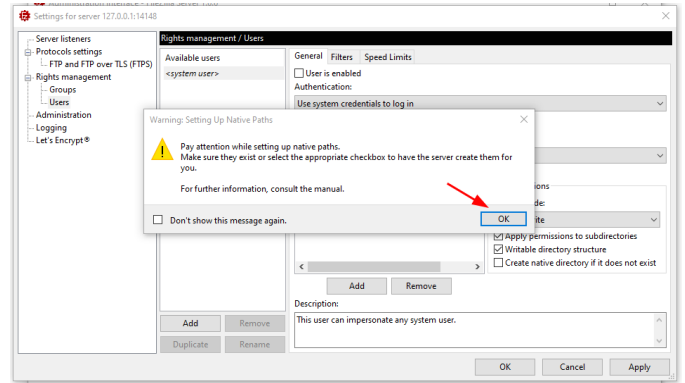 Settings for server 127.0.0.1:14148
Server listeners
Protocols settings
FTP and FTP over TLS (FTPS)
Rights management
Groups
Users
Administration
Logging
Let's Encrypt®
Rights management / Users
Available users
<system user>
Add
Remove
Duplicate
Rename
General
Filters
Speed Limits
User is enabled
Authentication:
Use system credentials to log in
Warning: Setting Up Native Paths
Pay attention while setting up native paths.
Make sure they exist or select the appropriate checkbox to have the server create them for
you.
For further information, consult the manual.
Don't show this message again.
OK
Apply permissions to subdirectories
Writable directory structure
Create native directory if it does not exist
Add
Remove
Description:
This user can impersonate any system user.
OK
Cancel
Apply